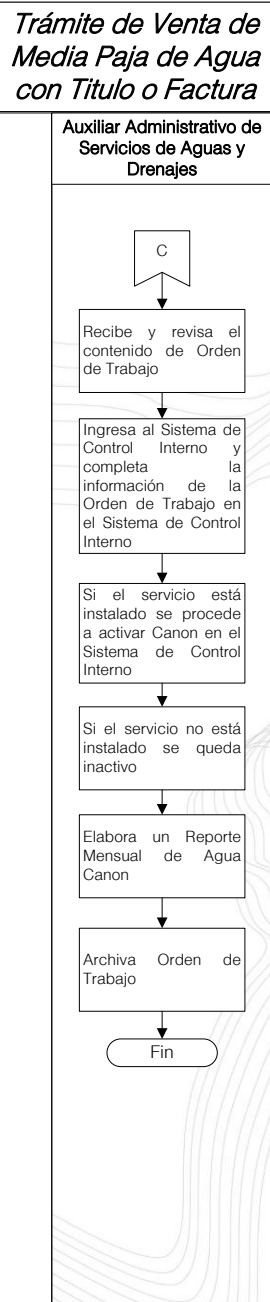 Trámite de Venta de
Media Paja de Agua
con Titulo o Factura
Auxiliar Administrativo de
Servicios de Aguas y
Drenajes
C
Recibe y revisa el
contenido de Orden
de Trabajo
Ingresa al Sistema de
Control Interno y
completa la
información de la
Orden de Trabajo en
el Sistema de Control
Interno
Si el servicio está
instalado se procede
a activar Canon en el
Sistema de Control
Interno
Si el servicio no está
instalado se queda
inactivo
Elabora un Reporte
Mensual de Agua
Canon
Archiva Orden de
Trabajo
Fin